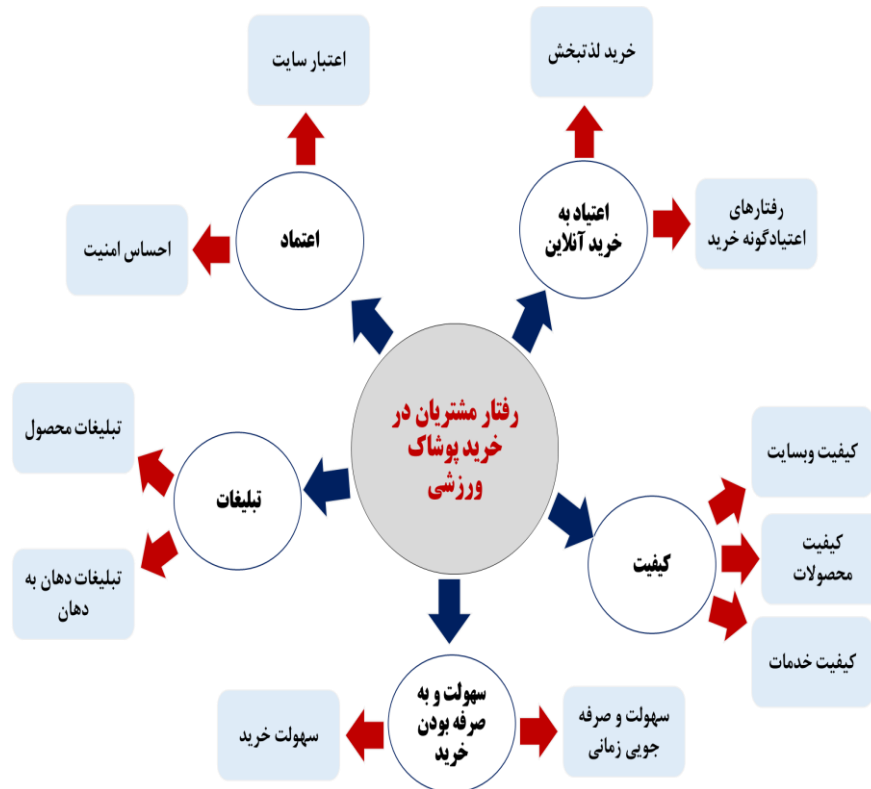 خرید لذتبخش
اعتبار سایت
رفتارهای
اعتیادگونه خرید
اعتیاد به
خرید آنلاین
اعتماد
احساس امنیت
رفتار مشتریان در
خرید پوشاک
ورزشی
تبلیغات محصول
تبلیغات
تبلیغات دهان به
دهان
کیفیت وبسایت
کیفیت
کیفیت
محصولات
کیفیت خدمات
سهولت و به
صرفه بودن
خرید
سهولت و صرفه
جویی زمانی
سهولت خرید